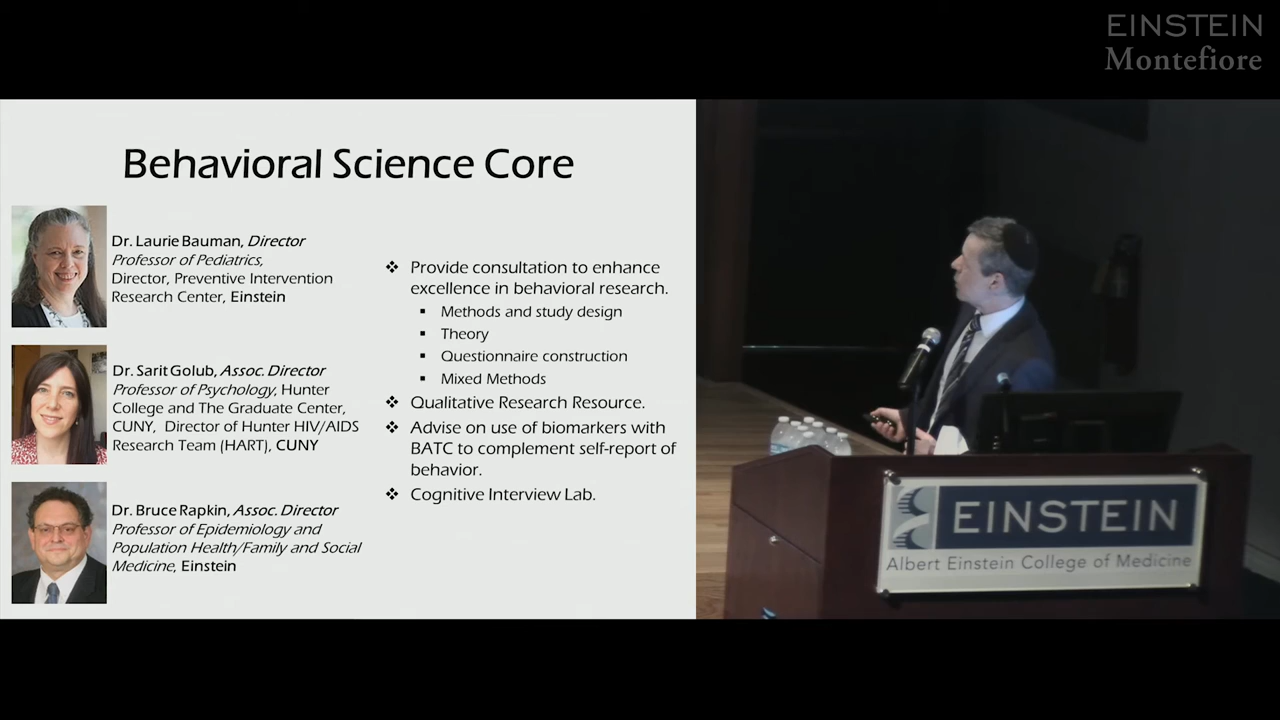 EINSTEIN
Montefiore
Behavioral Science Core
Dr. Laurie Bauman, Director
Professor of Pediatrics,
Director, Preventive Intervention
Research Center, Einstein
Dr. Sarit Golub, Assoc. Director
Professor of Psychology, Hunter
College and The Graduate Center,
CUNY, Director of Hunter HIV/AIDS
Research Team (HART), CUNY
Dr. Bruce Rapkin, Assoc. Director
Professor of Epidemiology and
Population Health/Family and Social
Medicine, Einstein
❖ Provide consultation to enhance
excellence in behavioral research.
▪ Methods and study design
▪ Theory
▪ Questionnaire construction
▪ Mixed Methods
❖ Qualitative Research Resource.
❖ Advise on use of biomarkers with
BATC to complement self-report of
behavior.
❖ Cognitive Interview Lab.
EINSTEIN
Albert Einstein College of Medicine